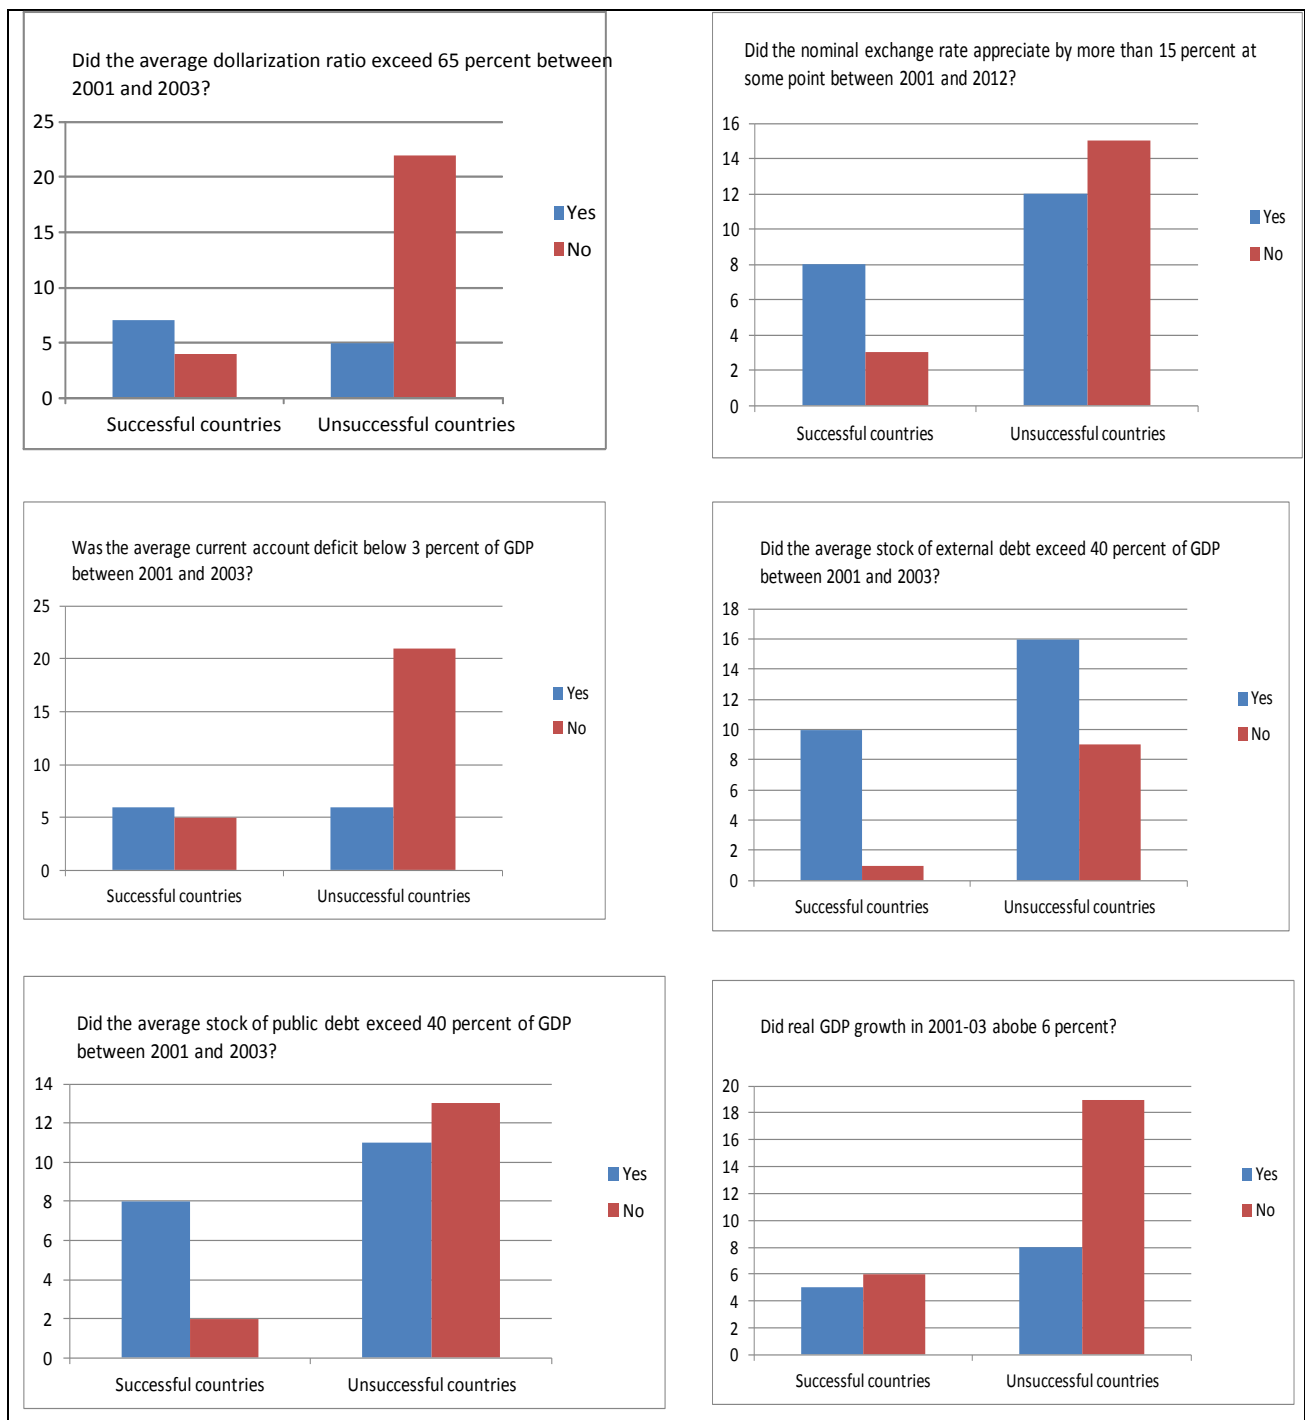 Did the average dollarization ratio exceed 65 percent between
2001 and 2003?
25
20
15
10
5
0
Successful countries
Unsuccessful countries
Yes
No
Did the nominal exchange rate appreciate by more than 15 percent at
some point between 2001 and 2012?
16
14
12
10
8
6
4
2
0
Successful countries
Unsuccessful countries
Yes
No
Was the average current account deficit below 3 percent of GDP
between 2001 and 2003?
25
20
15
10
5
0
Successful countries
Unsuccessful countries
Yes
No
Did the average stock of external debt exceed 40 percent of GDP
between 2001 and 2003?
18
16
14
12
10
8
6
4
2
0
Successful countries
Unsuccessful countries
Yes
No
Did the average stock of public debt exceed 40 percent of GDP
between 2001 and 2003?
14
12
10
8
6
4
2
0
Successful countries
Unsuccessful countries
Yes
No
Did real GDP growth in 2001-03 abobe 6 percent?
20
18
16
14
12
10
8
6
4
2
0
Successful countries
Unsuccessful countries
Yes
No